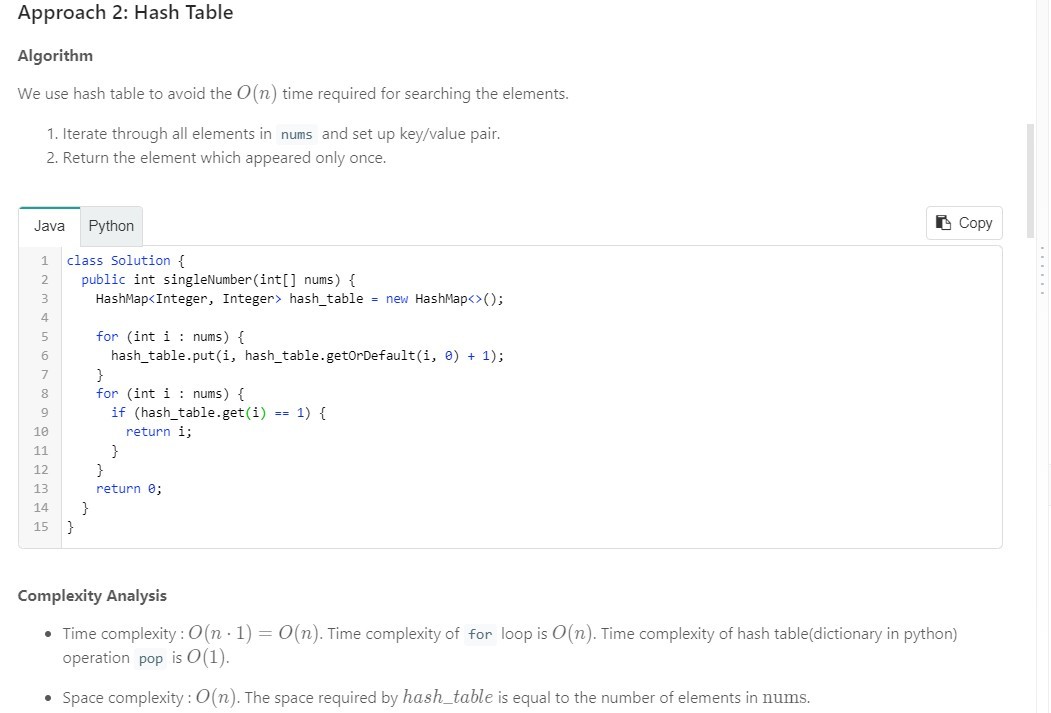 Approach 2: Hash Table
Algorithm
We use hash table to avoid the O(n) time required for searching the elements.
1. Iterate through all elements in nums and set up key/value pair.
2. Return the element which appeared only once.
Java Python Copy
1 class Solution {
2   public int singleNumber(int[] nums) {
3     HashMap<Integer, Integer> hash_table = new HashMap<>();
4
5     for (int i : nums) {
6       hash_table.put(i, hash_table.getOrDefault(i, 0) + 1);
7     }
8     for (int i : nums) {
9       if (hash_table.get(i) == 1) {
10         return i;
11       }
12     }
13     return 0;
14   }
15 }
Complexity Analysis
• Time complexity : O(n · 1) = O(n). Time complexity of for loop is O(n). Time complexity of hash table(dictionary in python)
operation pop is O(1).
• Space complexity : O(n). The space required by hash_table is equal to the number of elements in nums.